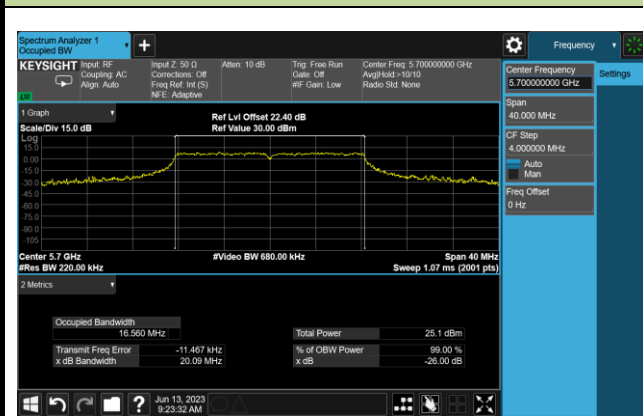 Spectrum Analyzer 1
Occupied BW
+
Frequency
KEYSIGHT
Input: RF
Coupling: AC
Align: Auto
Input Z: 50 Ω
Corrections: Off
Freq Ref: Int (S)
NFE: Adaptive
Atten: 10 dB
Trig: Free Run
Gate: Off
#IF Gain: Low
Center Freq: 5.700000000 GHz
Avg|Hold:>10/10
Radio Std: None
Center Frequency
5.700000000 GHz
Settings
Span
40.000 MHz
CF Step
4.000000 MHz
Auto
Man
Freq Offset
0 Hz
1 Graph
Scale/Div 15.0 dB
Ref Lvl Offset 22.40 dB
Ref Value 30.00 dBm
Log
15.0
0.00
-15.0
-30.0
-45.0
-60.0
-75.0
-90.0
-105
Center 5.7 GHz
#Video BW 680.00 kHz
Span 40 MHz
#Res BW 220.00 kHz
Sweep 1.07 ms (2001 pts)
2 Metrics
Occupied Bandwidth
16.560 MHz
Total Power 25.1 dBm
Transmit Freq Error -11.467 kHz
% of OBW Power 99.00 %
x dB Bandwidth 20.09 MHz
x dB -26.00 dB
?
Jun 13, 2023
9:23:32 AM